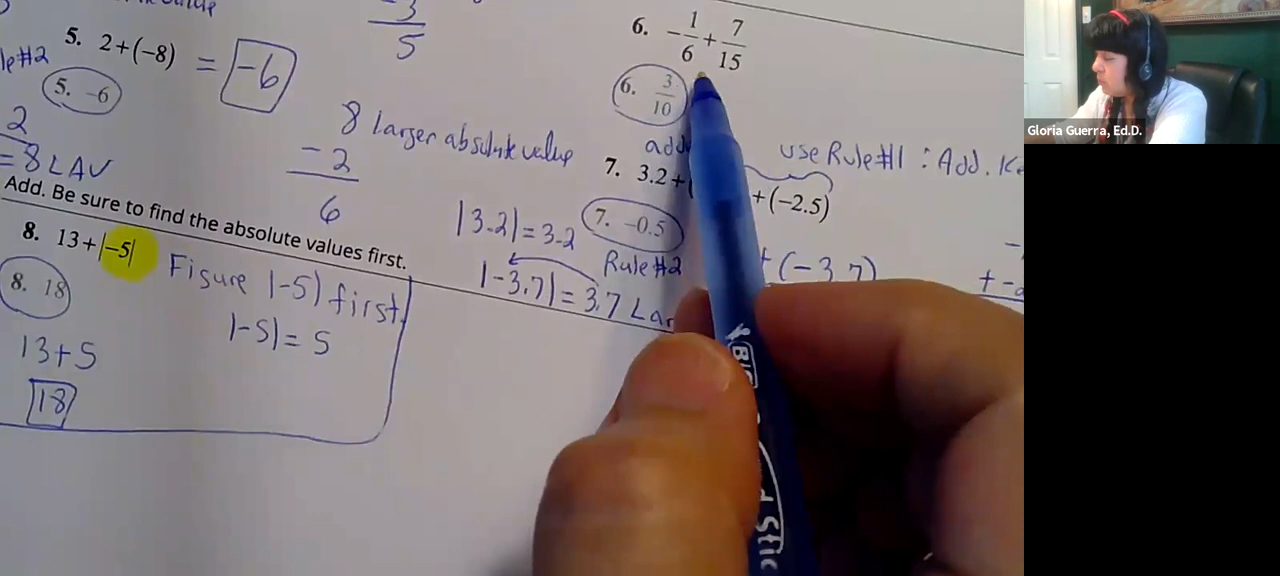 -3
5
5. 2+(-8) = -6
5. -6
2
= 8 LAV
8 Larger absolute value
-2
6
Add. Be sure to find the absolute values first.
8. 13+|-5|
8. 18
Figure |-5| first.
|-5| = 5
13+5
18
6. -1/6 + 7/15
6. 3/10
add
use Rule #1 : Add.
7. 3.2+( +(-2.5)
7. -0.5
|3.2| = 3.2
Rule #2
|-3.7| = 3.7
+(-3.7)
BIC
Stic
Gloria Guerra, Ed.D.